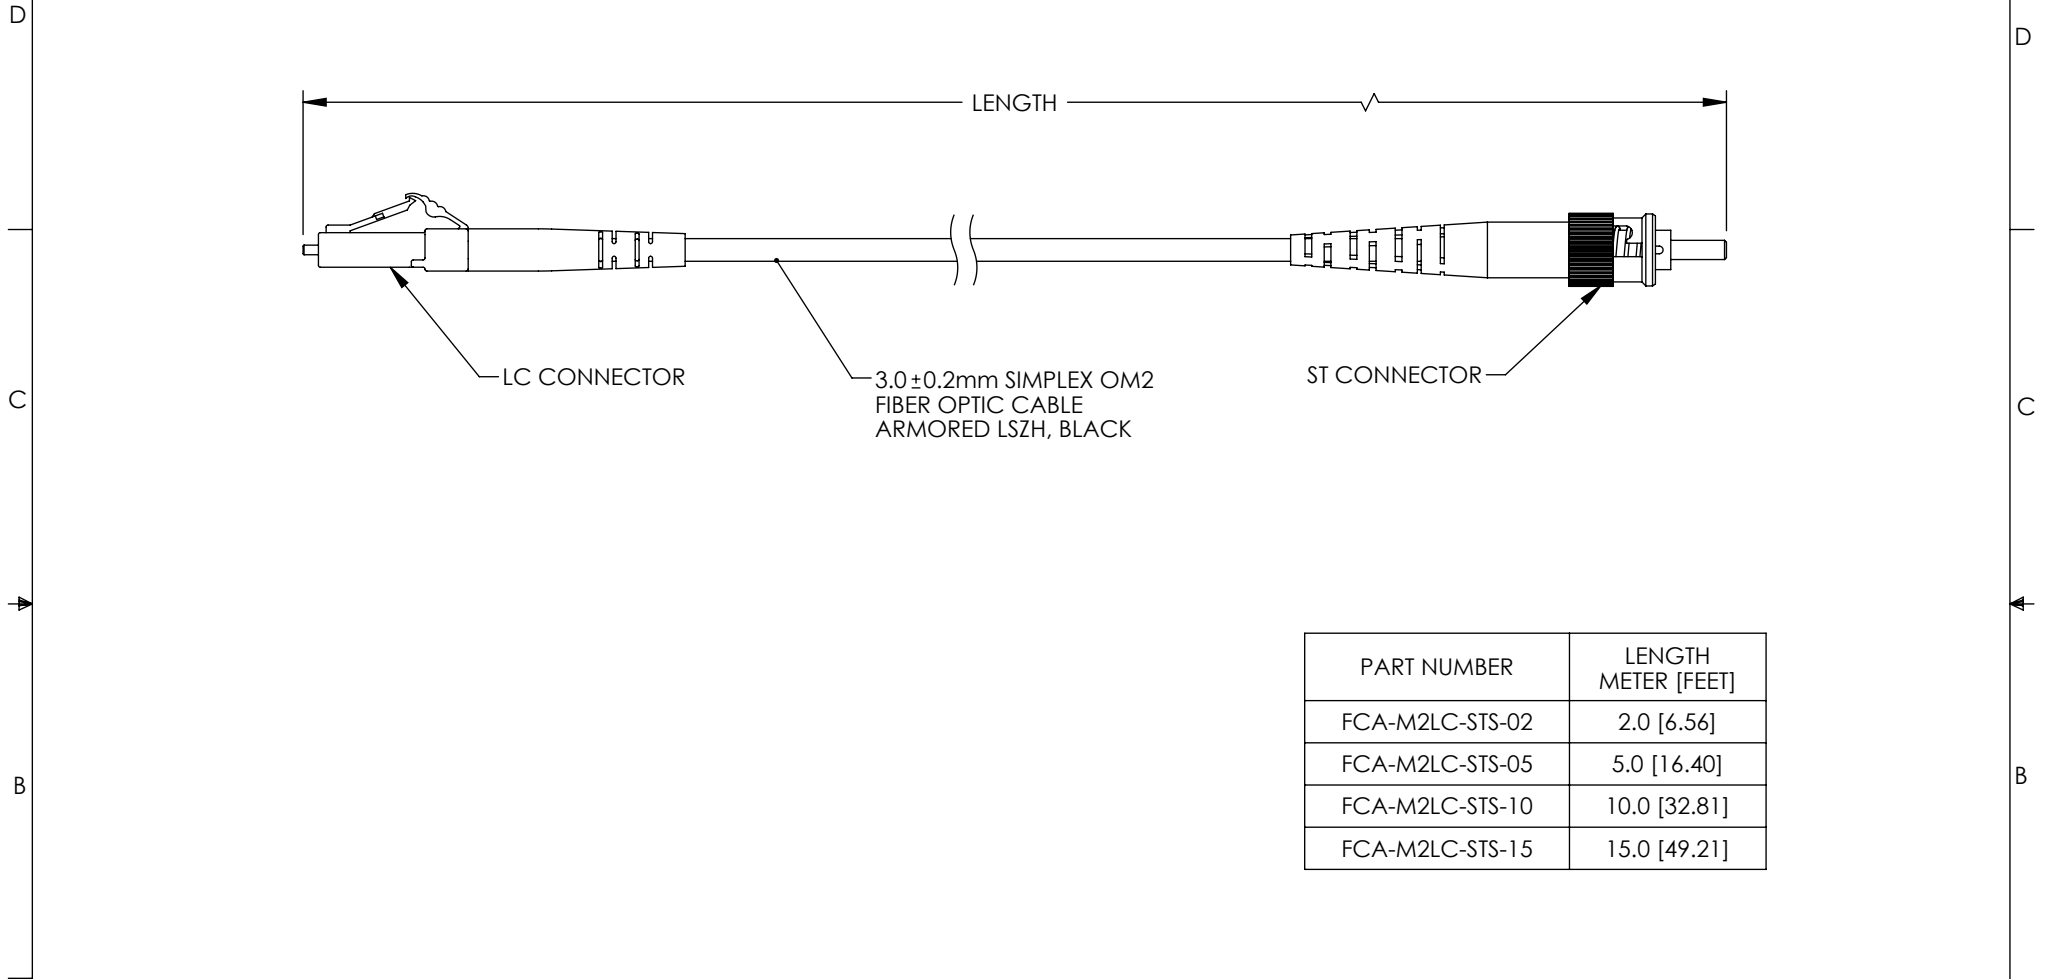 D
D
LENGTH
LC CONNECTOR
3.0±0.2mm SIMPLEX OM2
FIBER OPTIC CABLE
ARMORED LSZH, BLACK
ST CONNECTOR
C
C
PART NUMBER
LENGTH
METER [FEET]
FCA-M2LC-STS-02 2.0 [6.56]
FCA-M2LC-STS-05 5.0 [16.40]
FCA-M2LC-STS-10 10.0 [32.81]
FCA-M2LC-STS-15 15.0 [49.21]
B
B